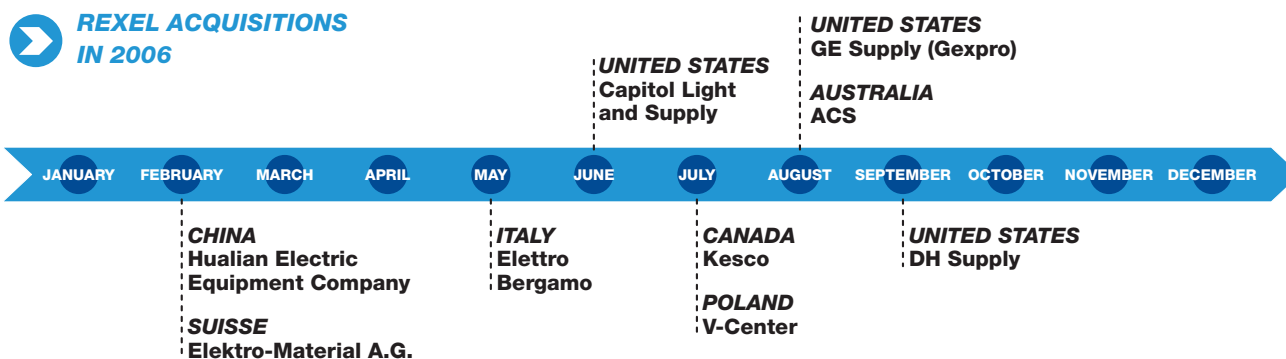 REXEL ACQUISITIONS
IN 2006
UNITED STATES
GE Supply (Gexpro)
AUSTRALIA
ACS
UNITED STATES
Capitol Light
and Supply
JANUARY FEBRUARY MARCH APRIL MAY JUNE JULY AUGUST SEPTEMBER OCTOBER NOVEMBER DECEMBER
CHINA
Hualian Electric
Equipment Company
SUISSE
Elektro-Material A.G.
ITALY
Elettro
Bergamo
CANADA
Kesco
POLAND
V-Center
UNITED STATES
DH Supply